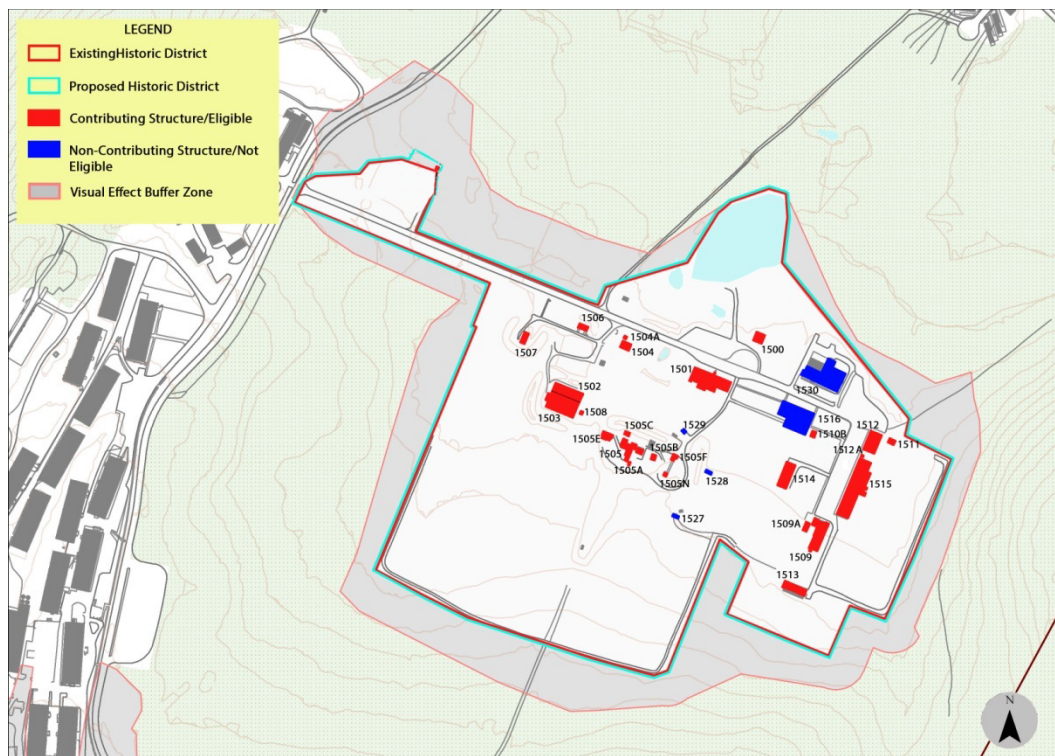 LEGEND
ExistingHistoric District
Proposed Historic District
Contributing Structure/Eligible
Non-Contributing Structure/Not
Eligible
Visual Effect Buffer Zone
1506
1507
1504A
1504
1500
1501
1530
1502
1503
1508
1516
1510B
1512
1511
1512 A
1529
1505C
1505E
1505
1505B
1505F
1505A
1505N
1528
1514
1515
1527
1509A
1509
1513
N